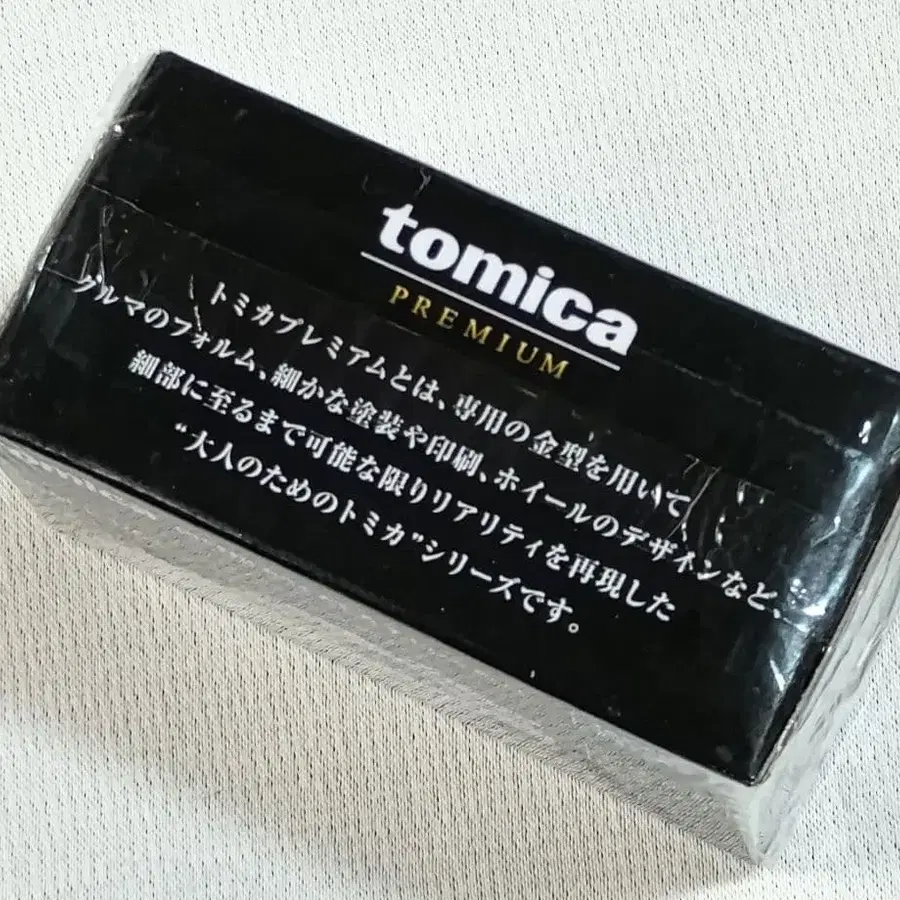 tomica
PREMIUM
トミカプレミアムとは、専用の金型を用いて、
クルマのフォルム、細かな塗装や印刷、ホイールのデザインなど、
細部に至るまで可能な限りリアリティを再現した
“大人のためのトミカ”シリーズです。